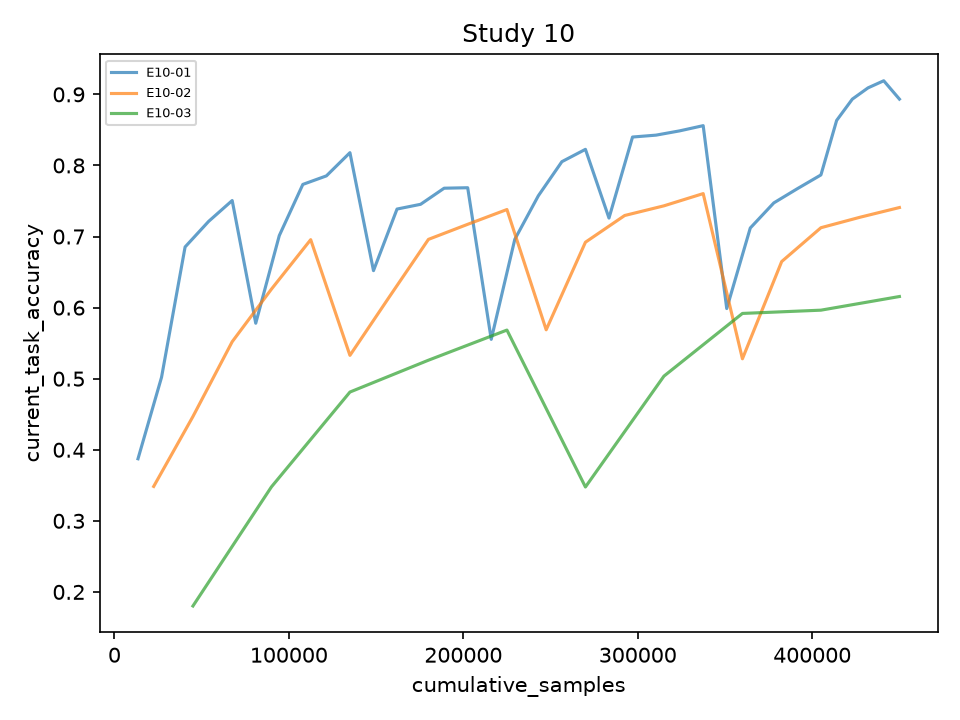 Study 10
E10-01
E10-02
E10-03
current_task_accuracy
0.9
0.8
0.7
0.6
0.5
0.4
0.3
0.2
0
100000
200000
300000
400000
cumulative_samples